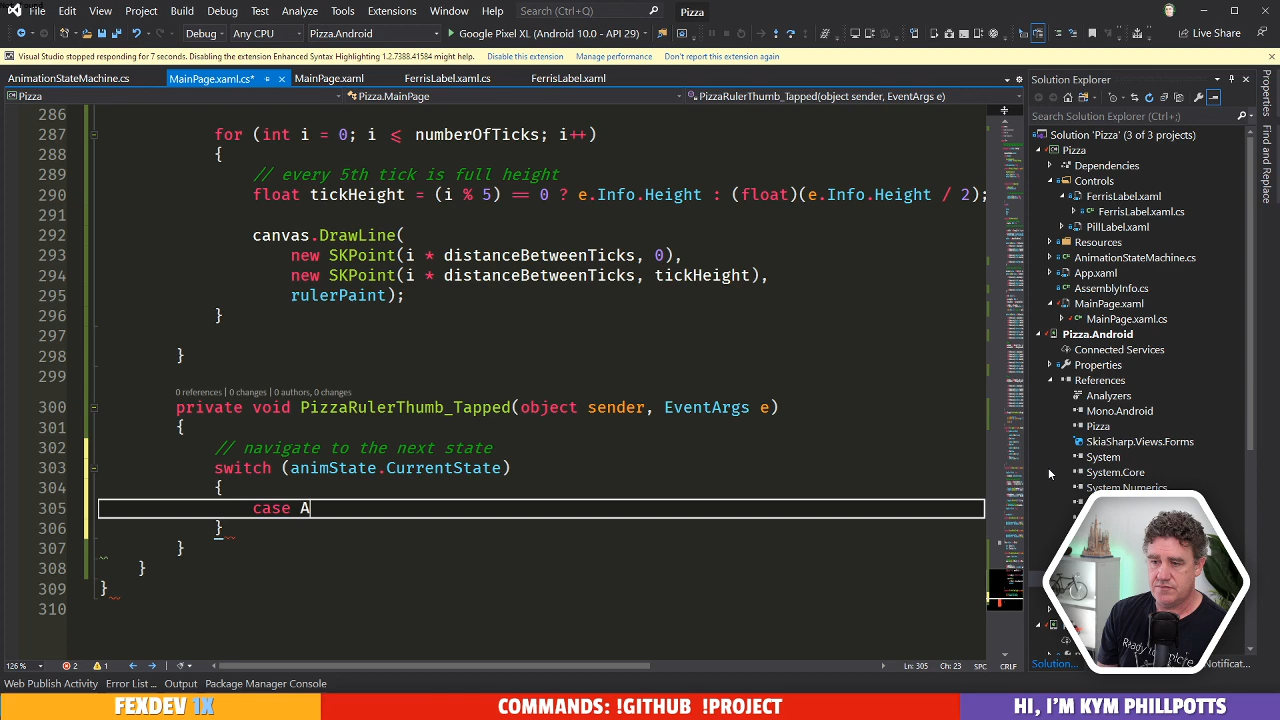 File Edit View Git Project Build Debug Test Analyze Tools Extensions Window Help Search (Ctrl+Q) Pizza
Debug Any CPU Pizza.Android Google Pixel XL (Android 10.0 - API 29) Live Share
Visual Studio stopped responding for 7 seconds. Disabling the extension Enhanced Syntax Highlighting 1.2.7388.41584 might help. Disable this extension Manage performance Don't report this extension again
AnimationStateMachine.cs MainPage.xaml.cs* MainPage.xaml FerrisLabel.xaml.cs FerrisLabel.xaml
Pizza Pizza.MainPage PizzaRulerThumb_Tapped(object sender, EventArgs e)
286
287 for (int i = 0; i ≤ numberOfTicks; i++)
288 {
289 // every 5th tick is full height
290 float tickHeight = (i % 5) == 0 ? e.Info.Height : (float)(e.Info.Height / 2);
291
292 canvas.DrawLine(
293 new SKPoint(i * distanceBetweenTicks, 0),
294 new SKPoint(i * distanceBetweenTicks, tickHeight),
295 rulerPaint);
296 }
297
298 }
299
0 references | 0 changes | 0 authors, 0 changes
300 private void PizzaRulerThumb_Tapped(object sender, EventArgs e)
301 {
302 // navigate to the next state
303 switch (animState.CurrentState)
304 {
305 case A
306 }
307 }
308 }
309 }
310
126 % 2 1 Ln: 305 Ch: 23 SPC CRLF
Web Publish Activity Error List ... Output Package Manager Console
Solution Explorer
Search Solution Explorer (Ctrl+;)
Solution 'Pizza' (3 of 3 projects)
Pizza
Dependencies
Controls
FerrisLabel.xaml
FerrisLabel.xaml.cs
PillLabel.xaml
Resources
AnimationStateMachine.cs
App.xaml
AssemblyInfo.cs
MainPage.xaml
MainPage.xaml.cs
Pizza.Android
Connected Services
Properties
References
Analyzers
Mono.Android
Pizza
SkiaSharp.Views.Forms
System
System.Core
System.Numerics
Solution... Notificat...
Properties
Find and Replace
Ready to
FEXDEV 1X COMMANDS: !GITHUB !PROJECT HI, I'M KYM PHILLPOTTS